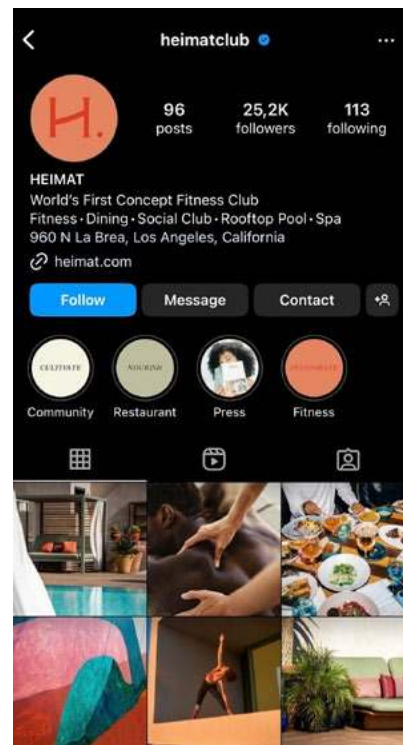 heimatclub
H.
96 25,2K 113
posts followers following
HEIMAT
World's First Concept Fitness Club
Fitness · Dining · Social Club · Rooftop Pool · Spa
960 N La Brea, Los Angeles, California
heimat.com
Follow Message Contact
CULTIVATE NOURISH
Community Restaurant Press Fitness